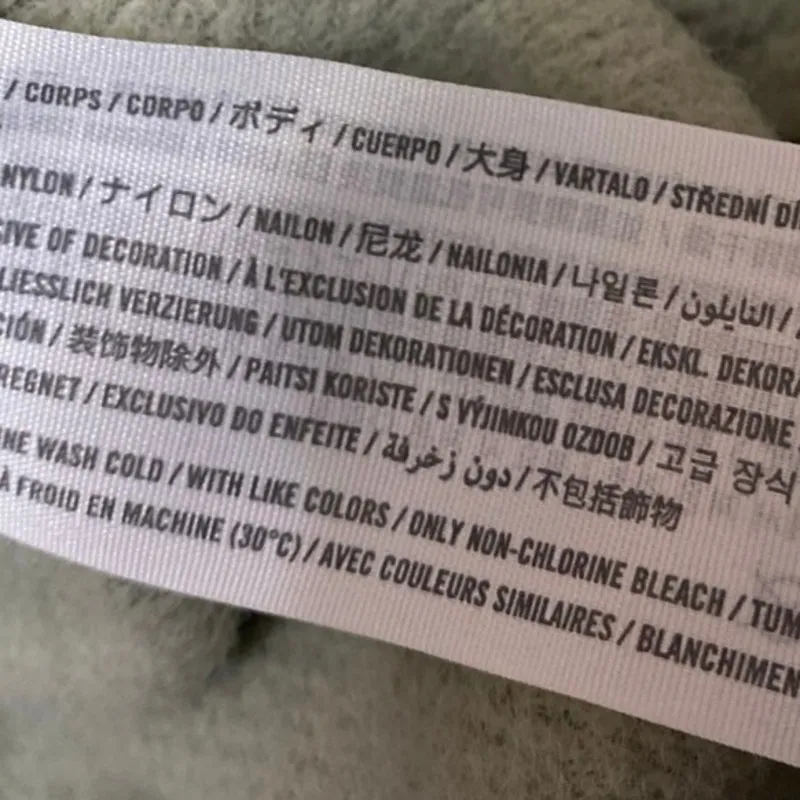 / CORPS / CORPO / ボディ / CUERPO / 大身 / VARTALO / STŘEDNÍ DÍ
NYLON / ナイロン / NAILON / 尼龙 / NAILONIA / 나일론 / النايلون /
SIVE OF DECORATION / À L'EXCLUSION DE LA DÉCORATION / EKSKL. DEKORA
LIESSLICH VERZIERUNG / UTOM DEKORATIONEN / ESCLUSA DECORAZIONE
CIÓN / 装饰物除外 / PAITSI KORISTE / S VÝJIMKOU OZDOB / 고급 장식
REGNET / EXCLUSIVO DO ENFEITE / دون زخرفة / 不包括飾物
NE WASH COLD / WITH LIKE COLORS / ONLY NON-CHLORINE BLEACH / TUM
À FROID EN MACHINE (30°C) / AVEC COULEURS SIMILAIRES / BLANCHIMEN